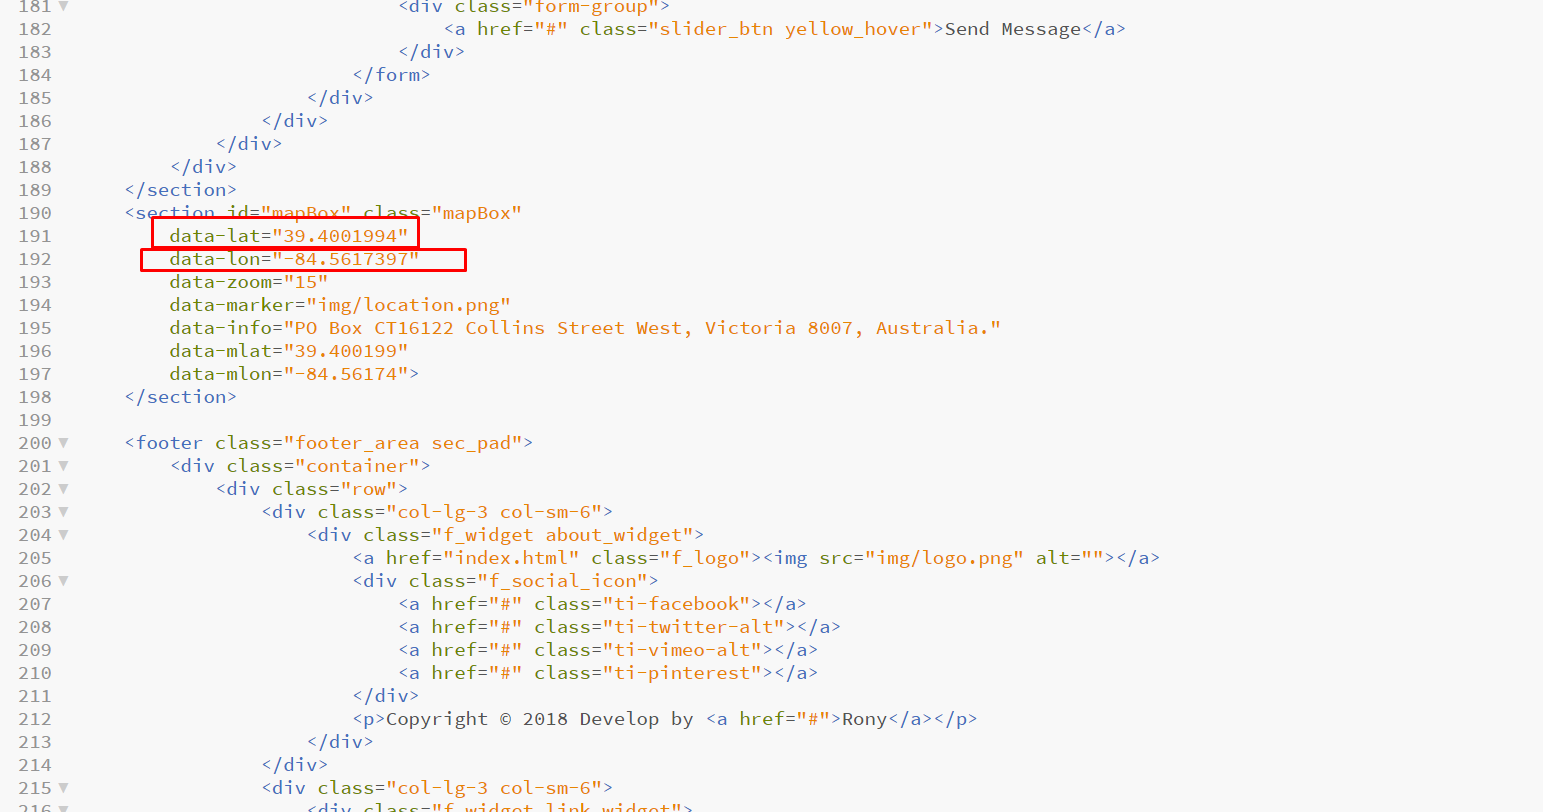 181 ▼ <div class="form-group">
182 <a href="#" class="slider_btn yellow_hover">Send Message</a>
183 </div>
184 </form>
185 </div>
186 </div>
187 </div>
188 </div>
189 </section>
190 <section id="mapBox" class="mapBox"
191 data-lat="39.4001994"
192 data-lon="-84.5617397"
193 data-zoom="15"
194 data-marker="img/location.png"
195 data-info="PO Box CT16122 Collins Street West, Victoria 8007, Australia."
196 data-mlat="39.400199"
197 data-mlon="-84.56174">
198 </section>
199
200 ▼ <footer class="footer_area sec_pad">
201 ▼ <div class="container">
202 ▼ <div class="row">
203 ▼ <div class="col-lg-3 col-sm-6">
204 ▼ <div class="f_widget about_widget">
205 <a href="index.html" class="f_logo"><img src="img/logo.png" alt=""></a>
206 ▼ <div class="f_social_icon">
207 <a href="#" class="ti-facebook"></a>
208 <a href="#" class="ti-twitter-alt"></a>
209 <a href="#" class="ti-vimeo-alt"></a>
210 <a href="#" class="ti-pinterest"></a>
211 </div>
212 <p>Copyright © 2018 Develop by <a href="#">Rony</a></p>
213 </div>
214 </div>
215 ▼ <div class="col-lg-3 col-sm-6">
216 ▼ <div class="f_widget link_widget">